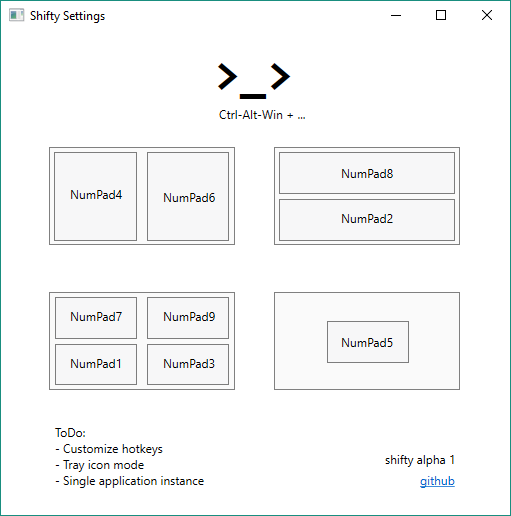 Shifty Settings
>_>
Ctrl-Alt-Win + ...
NumPad4
NumPad6
NumPad8
NumPad2
NumPad7
NumPad9
NumPad1
NumPad3
NumPad5
ToDo:
- Customize hotkeys
- Tray icon mode
- Single application instance
shifty alpha 1
github